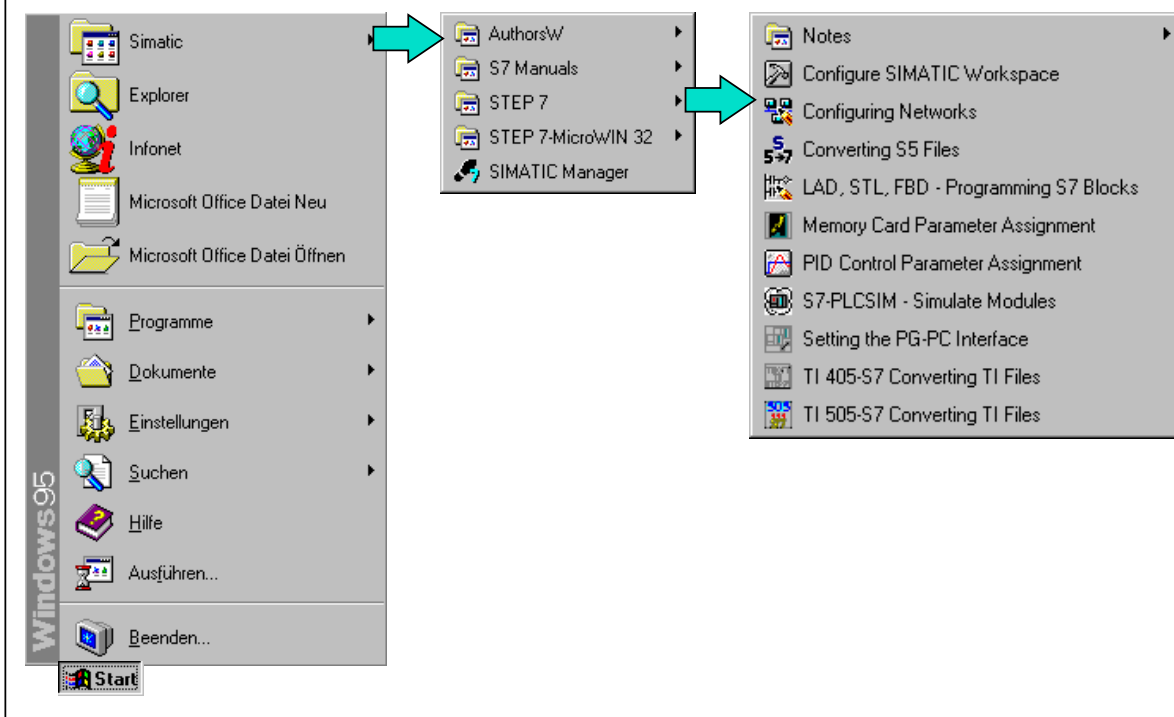 Simatic
Explorer
Infonet
Microsoft Office Datei Neu
Microsoft Office Datei Öffnen
Programme
Dokumente
Einstellungen
Suchen
Hilfe
Ausführen...
Beenden...
Windows95
Start
AuthorsW
S7 Manuals
STEP 7
STEP 7-MicroWIN 32
SIMATIC Manager
Notes
Configure SIMATIC Workspace
Configuring Networks
Converting S5 Files
LAD, STL, FBD - Programming S7 Blocks
Memory Card Parameter Assignment
PID Control Parameter Assignment
S7-PLCSIM - Simulate Modules
Setting the PG-PC Interface
TI 405-S7 Converting TI Files
TI 505-S7 Converting TI Files